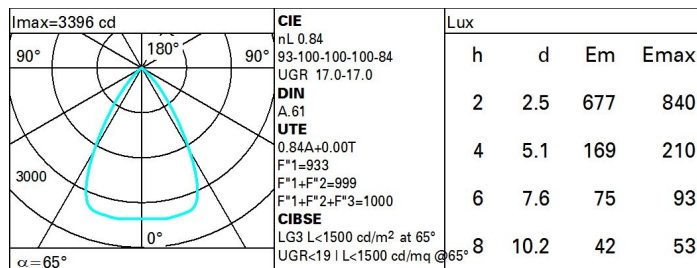 Imax=3396 cd
90° 180° 90°
3000
0°
α=65°
CIE
nL 0.84
93-100-100-100-84
UGR 17.0-17.0
DIN
A.61
UTE
0.84A+0.00T
F"1=933
F"1+F"2=999
F"1+F"2+F"3=1000
CIBSE
LG3 L<1500 cd/m² at 65°
UGR<19 | L<1500 cd/mq @65°
Lux
h d Em Emax
2 2.5 677 840
4 5.1 169 210
6 7.6 75 93
8 10.2 42 53